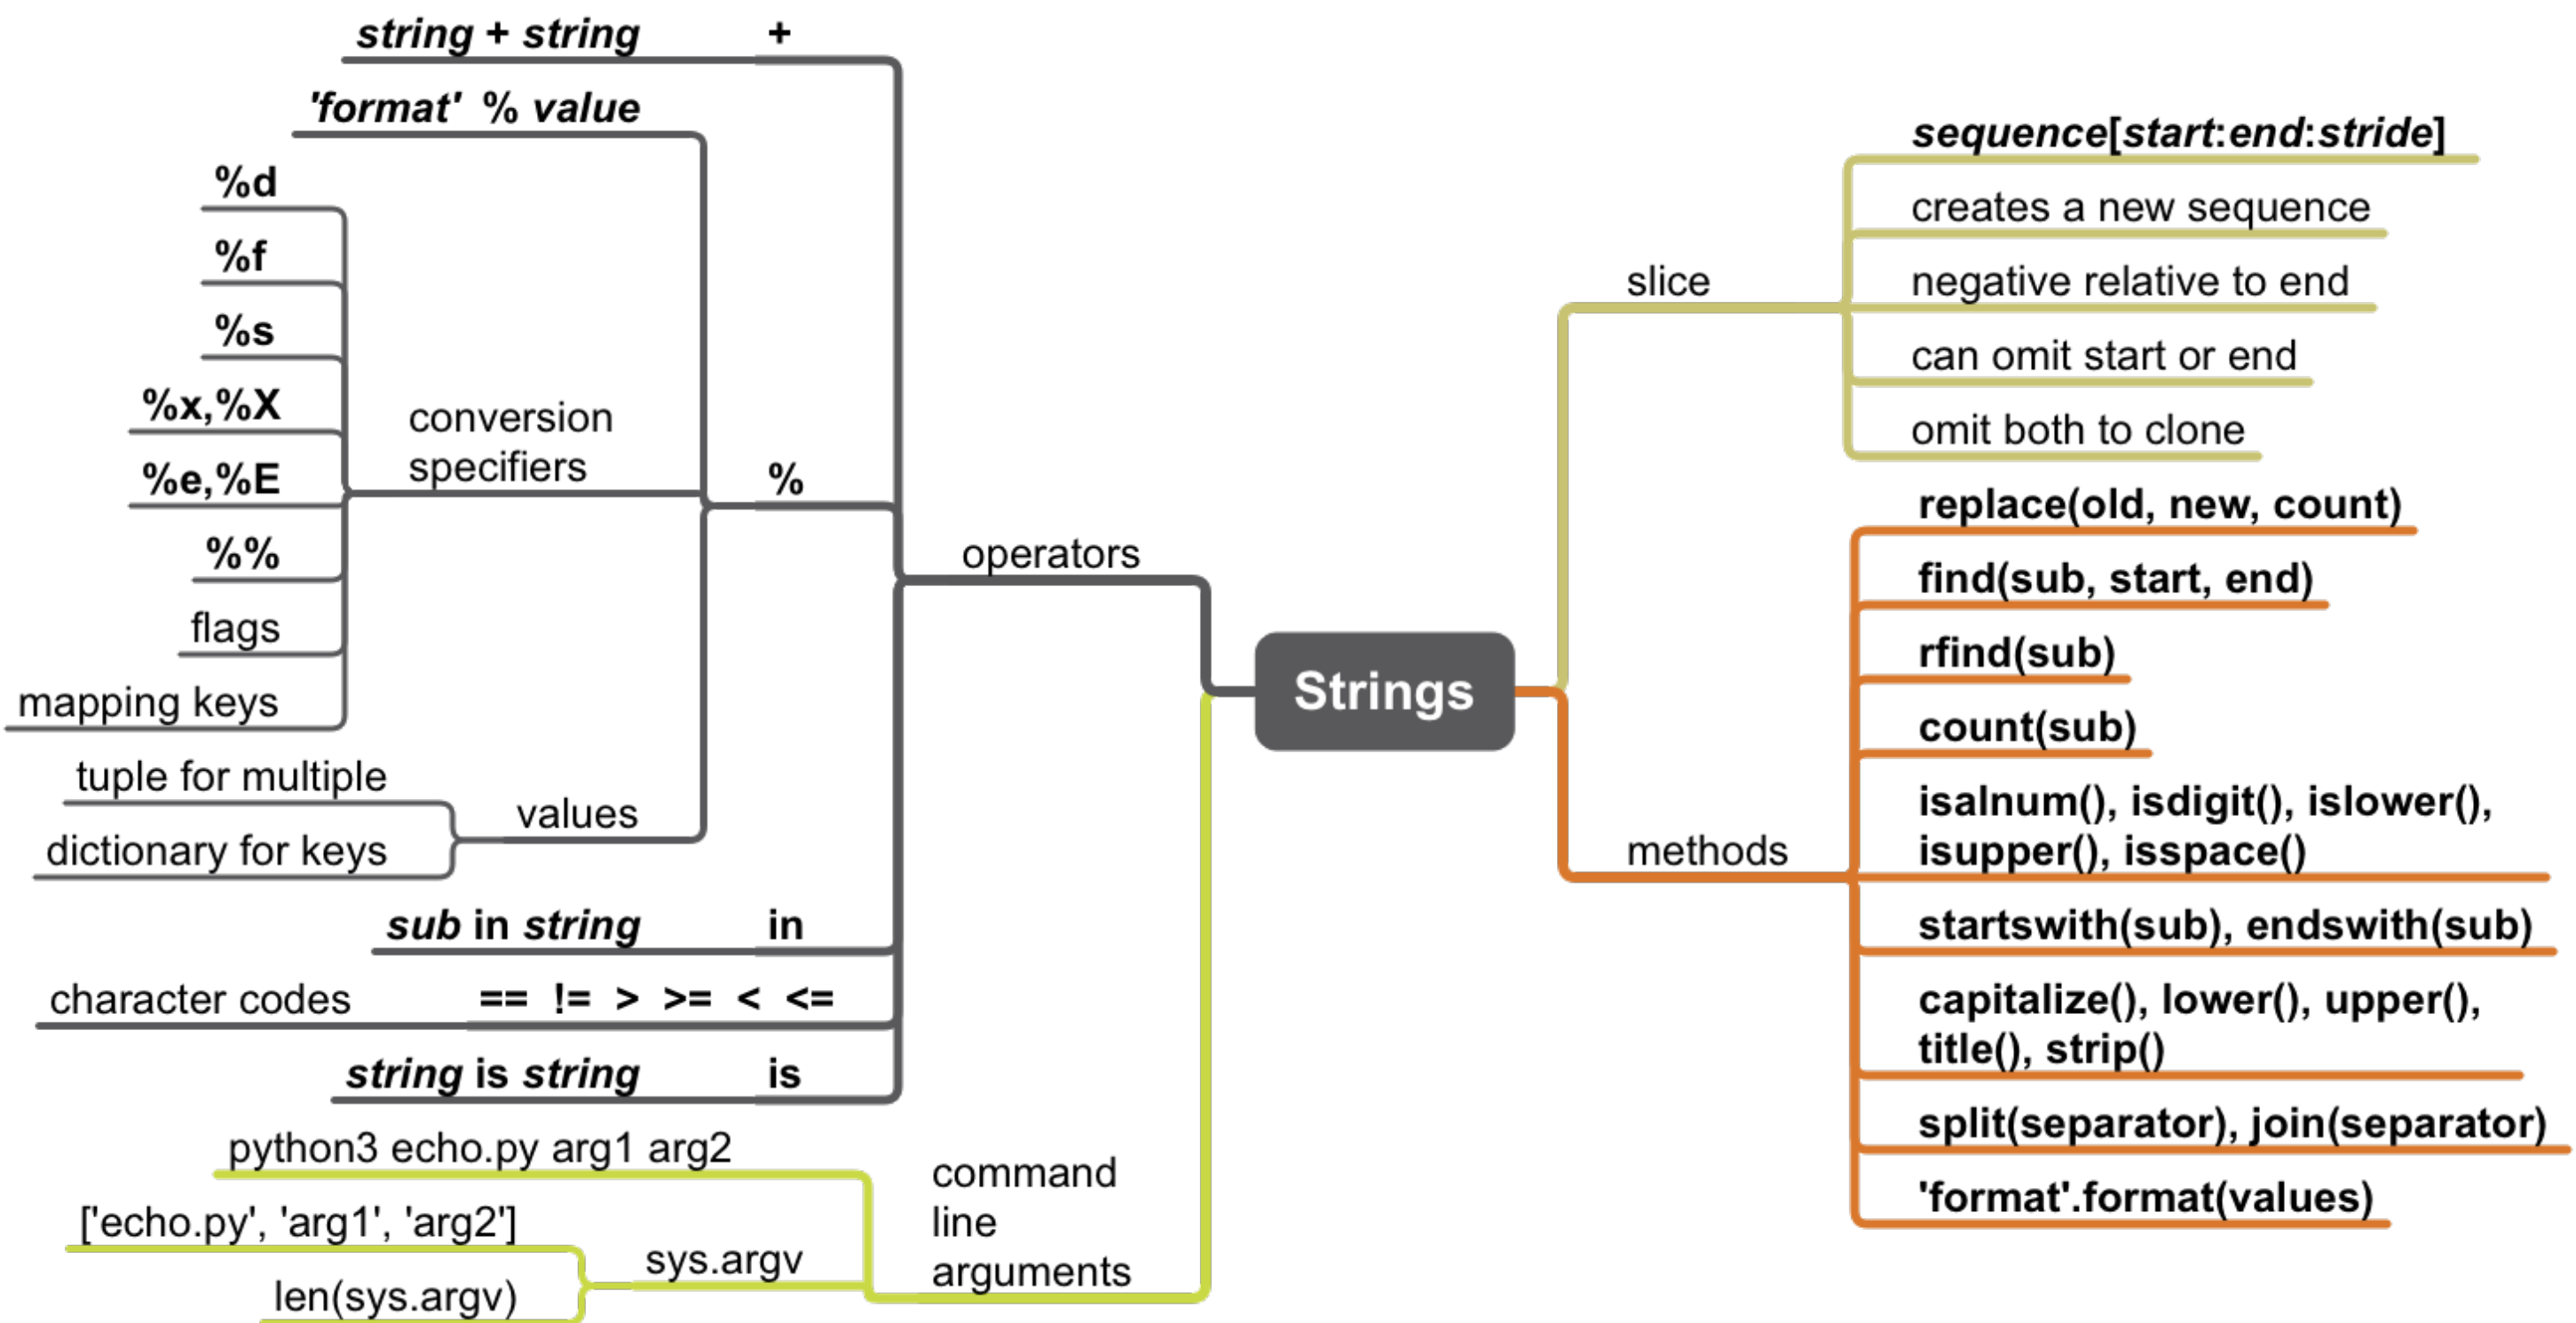 string + string +
'format' % value
%d
%f
%s
%x,%X
%e,%E
%%
flags
mapping keys
conversion
specifiers
%
tuple for multiple
dictionary for keys
values
sub in string in
character codes == != > >= < <=
string is string is
operators
python3 echo.py arg1 arg2
['echo.py', 'arg1', 'arg2']
len(sys.argv)
sys.argv
command
line
arguments
Strings
slice
sequence[start:end:stride]
creates a new sequence
negative relative to end
can omit start or end
omit both to clone
methods
replace(old, new, count)
find(sub, start, end)
rfind(sub)
count(sub)
isalnum(), isdigit(), islower(),
isupper(), isspace()
startswith(sub), endswith(sub)
capitalize(), lower(), upper(),
title(), strip()
split(separator), join(separator)
'format'.format(values)